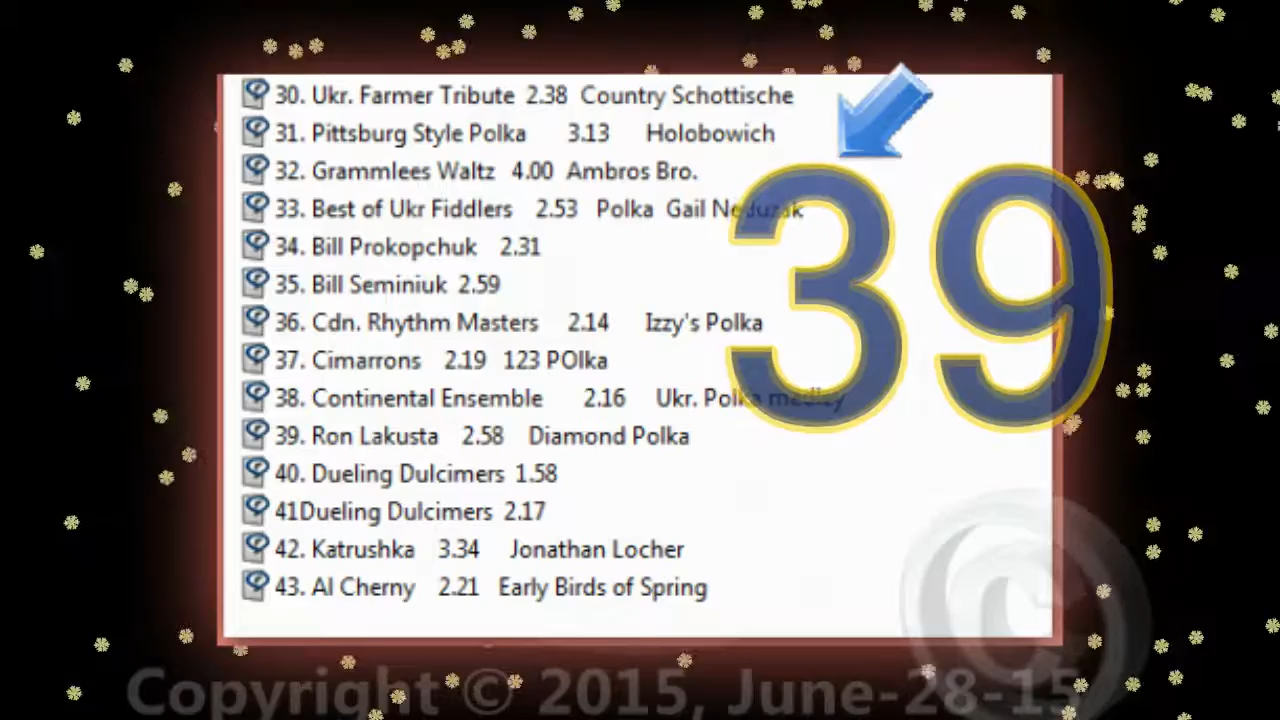 30. Ukr. Farmer Tribute 2.38 Country Schottische
31. Pittsburg Style Polka 3.13 Holobowich
32. Grammlees Waltz 4.00 Ambros Bro.
33. Best of Ukr Fiddlers 2.53 Polka Gail Neduzak
34. Bill Prokopchuk 2.31
35. Bill Seminiuk 2.59
36. Cdn. Rhythm Masters 2.14 Izzy's Polka
37. Cimarrons 2.19 123 POlka
38. Continental Ensemble 2.16 Ukr. Polka medley
39. Ron Lakusta 2.58 Diamond Polka
40. Dueling Dulcimers 1.58
41Dueling Dulcimers 2.17
42. Katrushka 3.34 Jonathan Locher
43. Al Cherny 2.21 Early Birds of Spring
39
©
Copyright © 2015, June-28-15